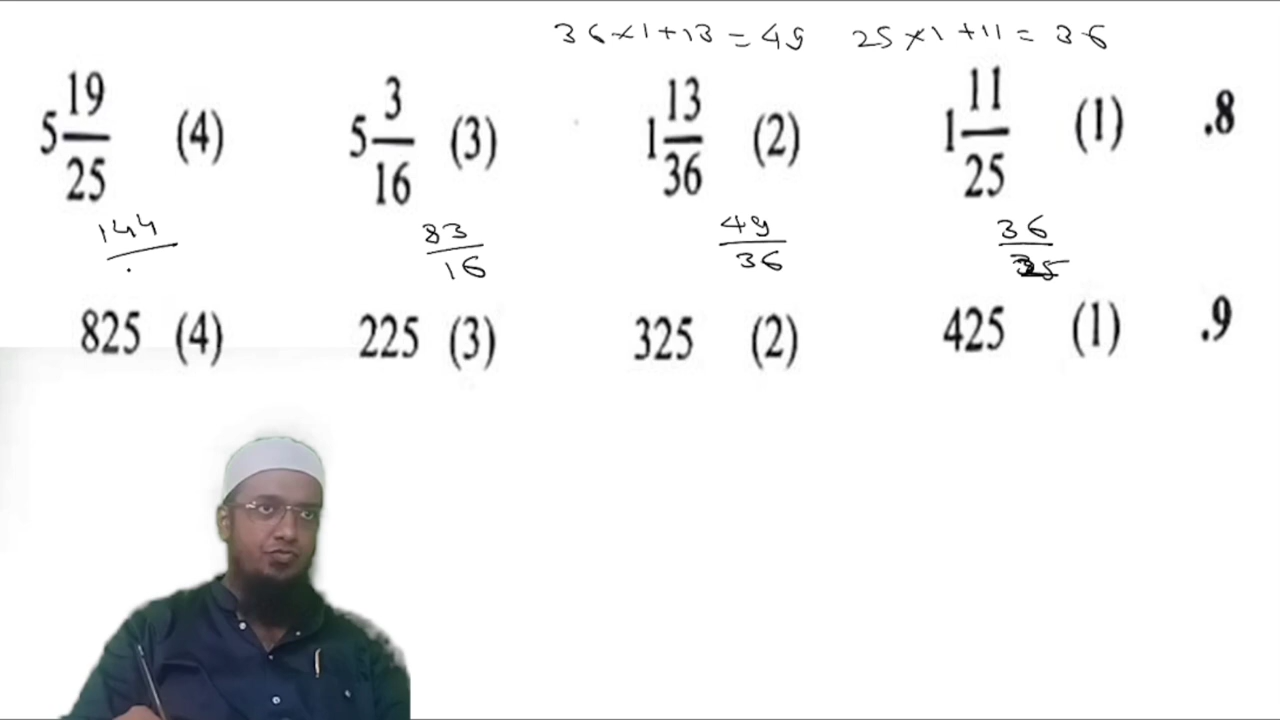 36 × 1 + 13 = 49 25 × 1 + 11 = 36
5 19/25 (4) 5 3/16 (3) 1 13/36 (2) 1 11/25 (1) .8
144/ 83/16 49/36 36/25
825 (4) 225 (3) 325 (2) 425 (1) .9